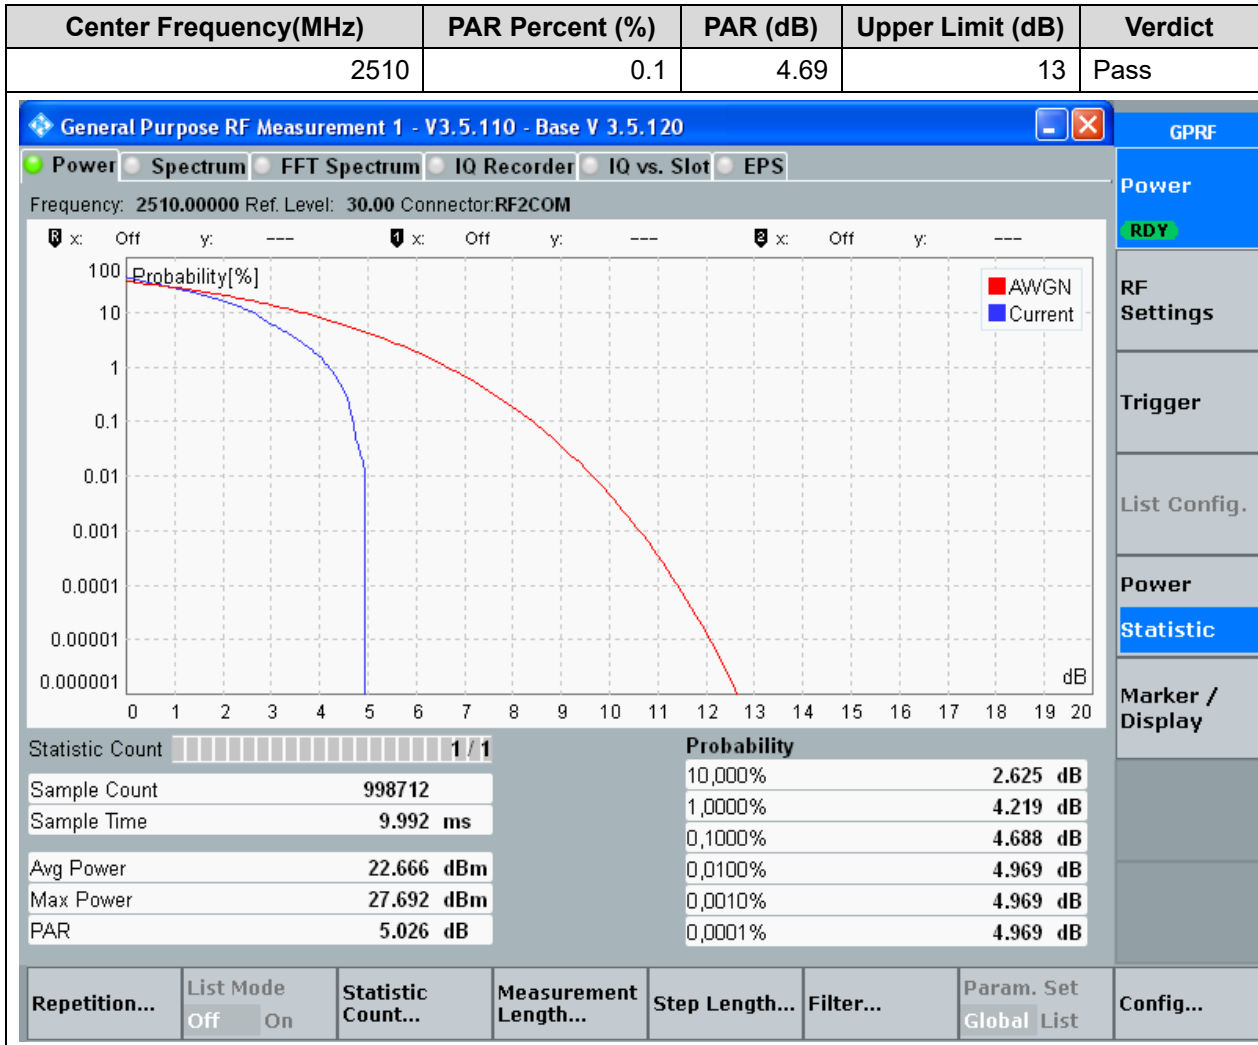 Center Frequency(MHz) PAR Percent (%) PAR (dB) Upper Limit (dB) Verdict
2510 0.1 4.69 13 Pass
General Purpose RF Measurement 1 - V3.5.110 - Base V 3.5.120
GPRF
Power Spectrum FFT Spectrum IQ Recorder IQ vs. Slot EPS
Frequency: 2510.00000 Ref. Level: 30.00 Connector:RF2COM
R x: Off y: --- 1 x: Off y: --- 2 x: Off y: ---
Probability[%]
AWGN
Current
100
10
1
0.1
0.01
0.001
0.0001
0.00001
0.000001
dB
0 1 2 3 4 5 6 7 8 9 10 11 12 13 14 15 16 17 18 19 20
Statistic Count 1 / 1
Sample Count 998712
Sample Time 9.992 ms
Avg Power 22.666 dBm
Max Power 27.692 dBm
PAR 5.026 dB
Probability
10,000% 2.625 dB
1,0000% 4.219 dB
0,1000% 4.688 dB
0,0100% 4.969 dB
0,0010% 4.969 dB
0,0001% 4.969 dB
Power
RDY
RF
Settings
Trigger
List Config.
Power
Statistic
Marker /
Display
Repetition...
List Mode
Off On
Statistic
Count...
Measurement
Length...
Step Length...
Filter...
Param. Set
Global List
Config...